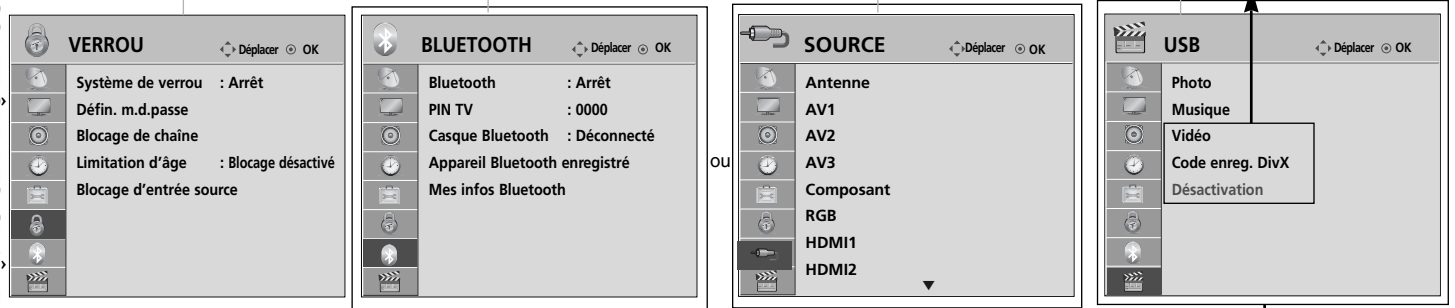 VERROU
Déplacer OK
Système de verrou : Arrêt
Défin. m.d.passe
Blocage de chaîne
Limitation d'âge : Blocage désactivé
Blocage d'entrée source
BLUETOOTH
Déplacer OK
Bluetooth : Arrêt
PIN TV : 0000
Casque Bluetooth : Déconnecté
Appareil Bluetooth enregistré
Mes infos Bluetooth
ou
SOURCE
Déplacer OK
Antenne
AV1
AV2
AV3
Composant
RGB
HDMI1
HDMI2
USB
Déplacer OK
Photo
Musique
Vidéo
Code enreg. DivX
Désactivation